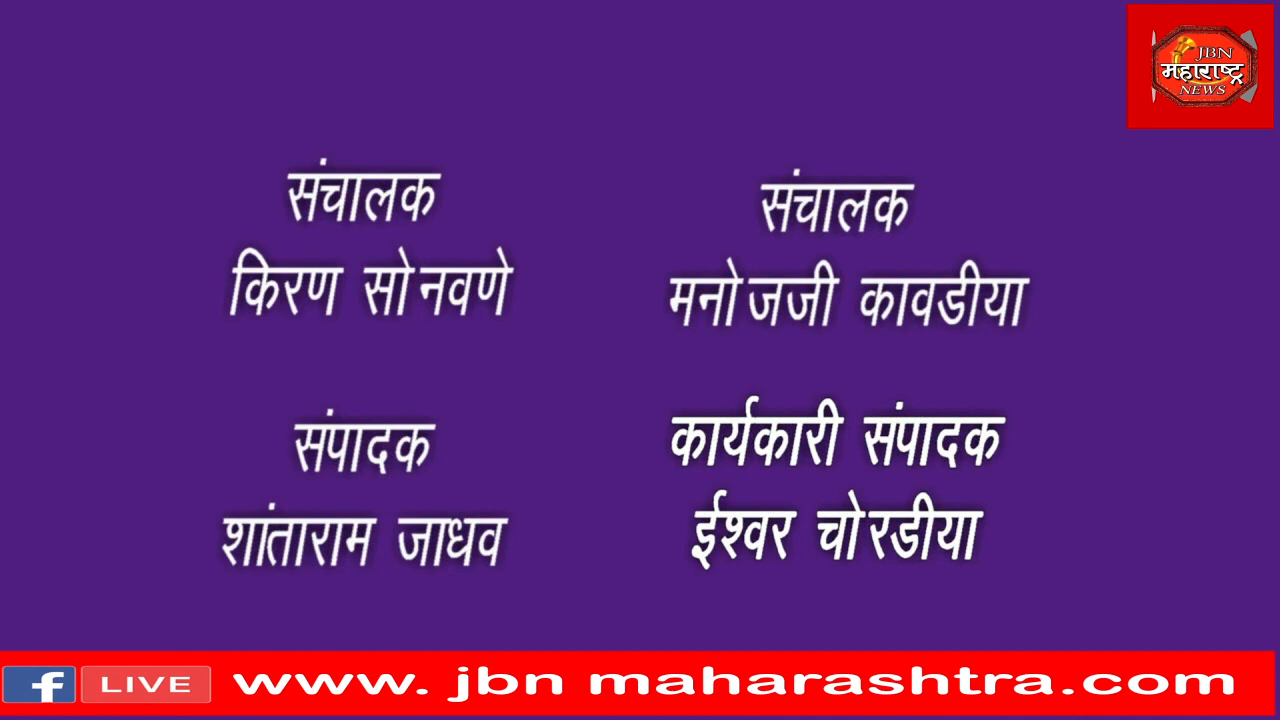 JBN
महाराष्ट्र
NEWS
संचालक
किरण सोनवणे
संचालक
मनोजजी कावडीया
संपादक
शांताराम जाधव
कार्यकारी संपादक
ईश्वर चोरडीया
f LIVE www. jbn maharashtra.com